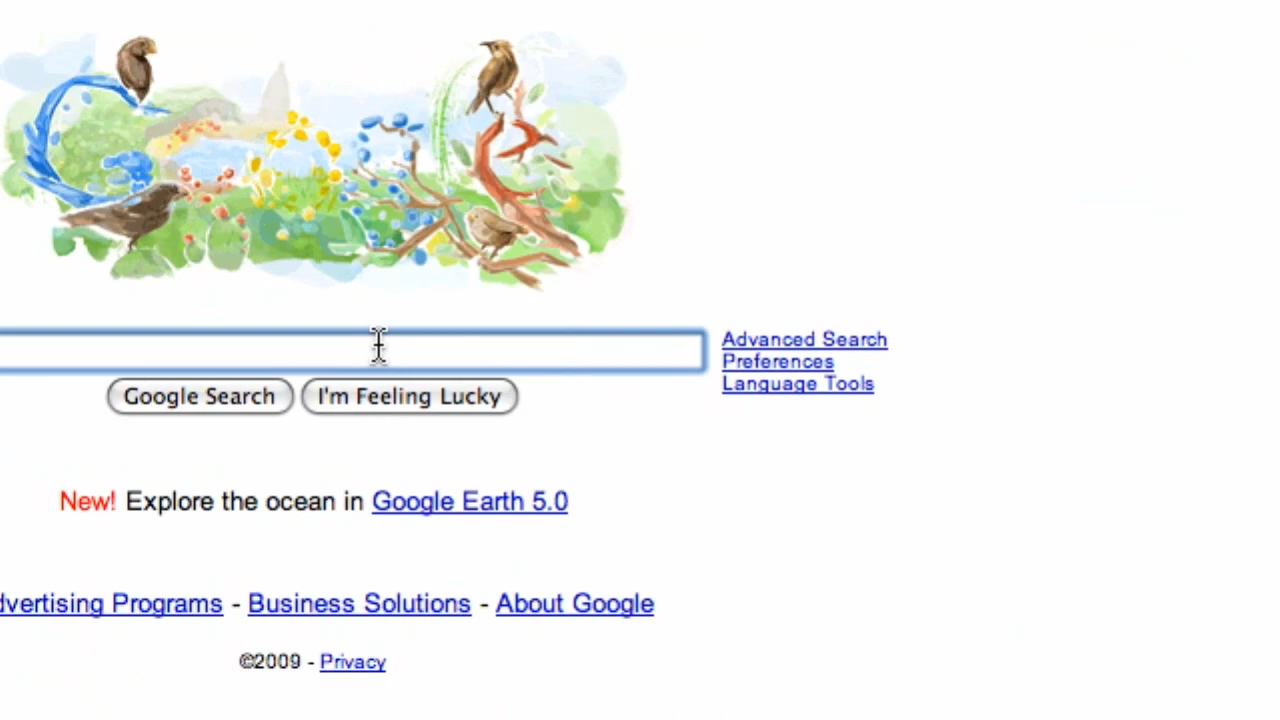 Google
Advanced Search
Preferences
Language Tools
Google Search I'm Feeling Lucky
New! Explore the ocean in Google Earth 5.0
dvertising Programs - Business Solutions - About Google
©2009 - Privacy